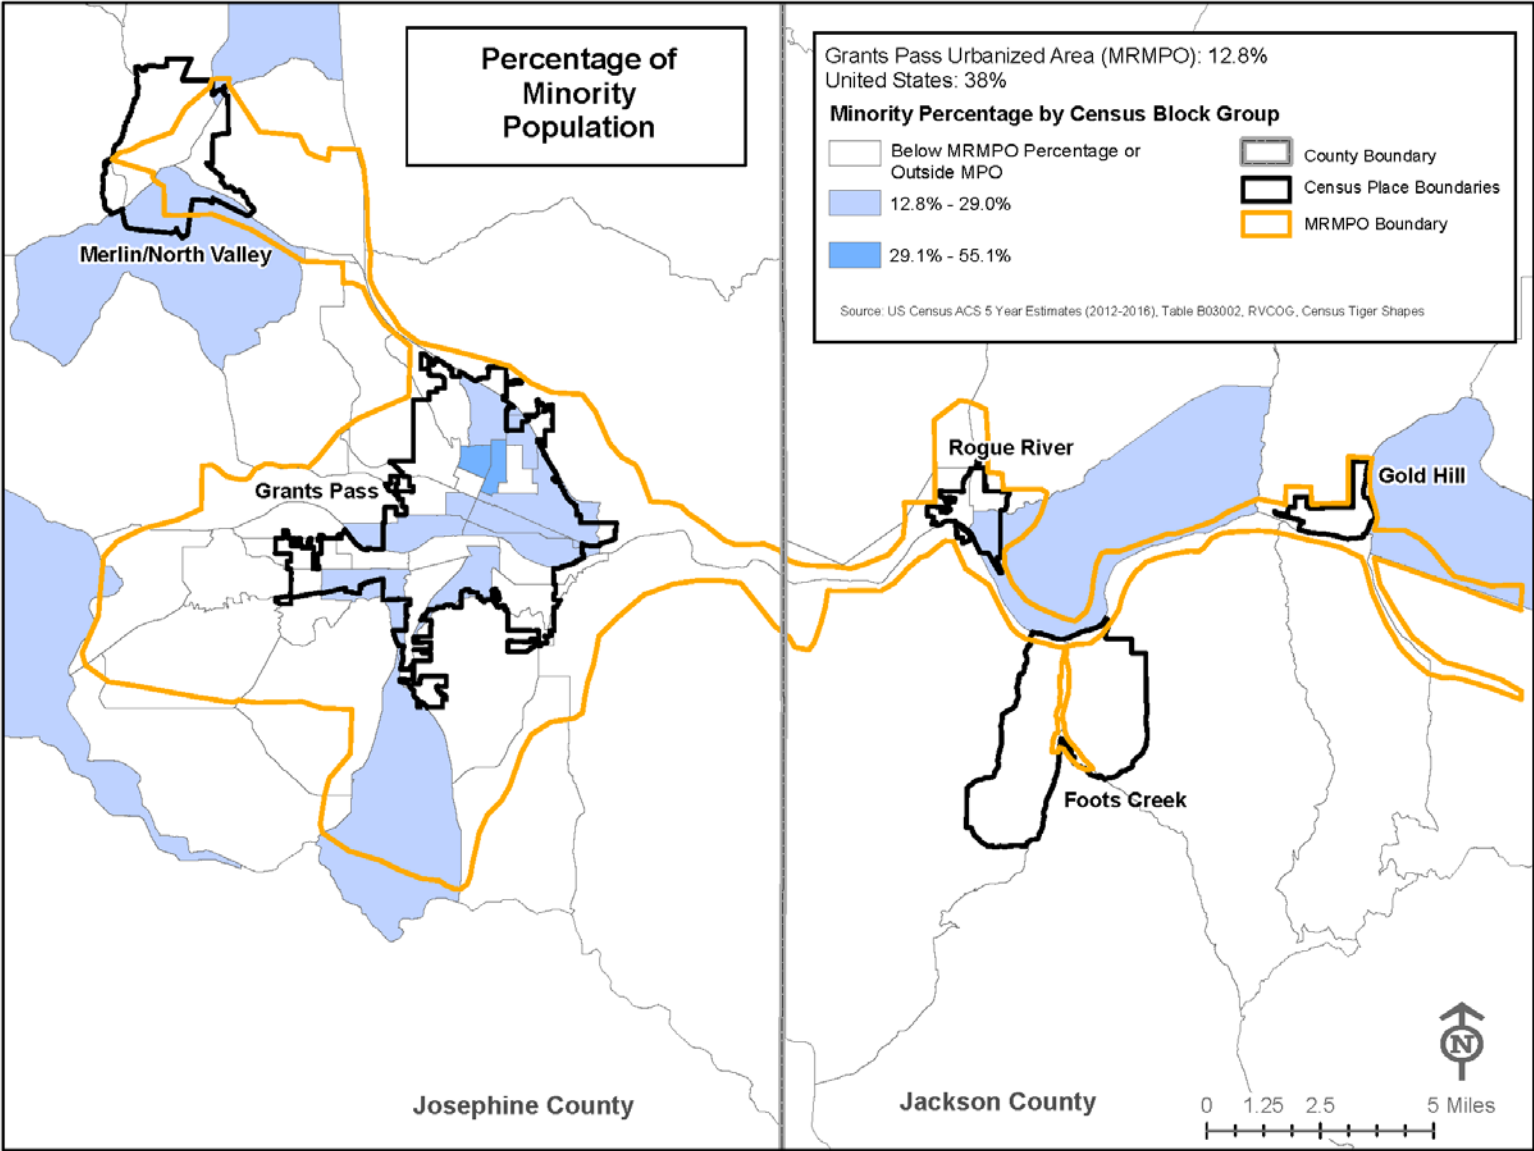 Percentage of
Minority
Population
Grants Pass Urbanized Area (MRMPO): 12.8%
United States: 38%
Minority Percentage by Census Block Group
Below MRMPO Percentage or
Outside MPO
12.8% - 29.0%
29.1% - 55.1%
County Boundary
Census Place Boundaries
MRMPO Boundary
Source: US Census ACS 5 Year Estimates (2012-2016), Table B03002, RVCOG, Census Tiger Shapes
Merlin/North Valley
Grants Pass
Rogue River
Gold Hill
Foots Creek
Josephine County
Jackson County
N
0 1.25 2.5 5 Miles